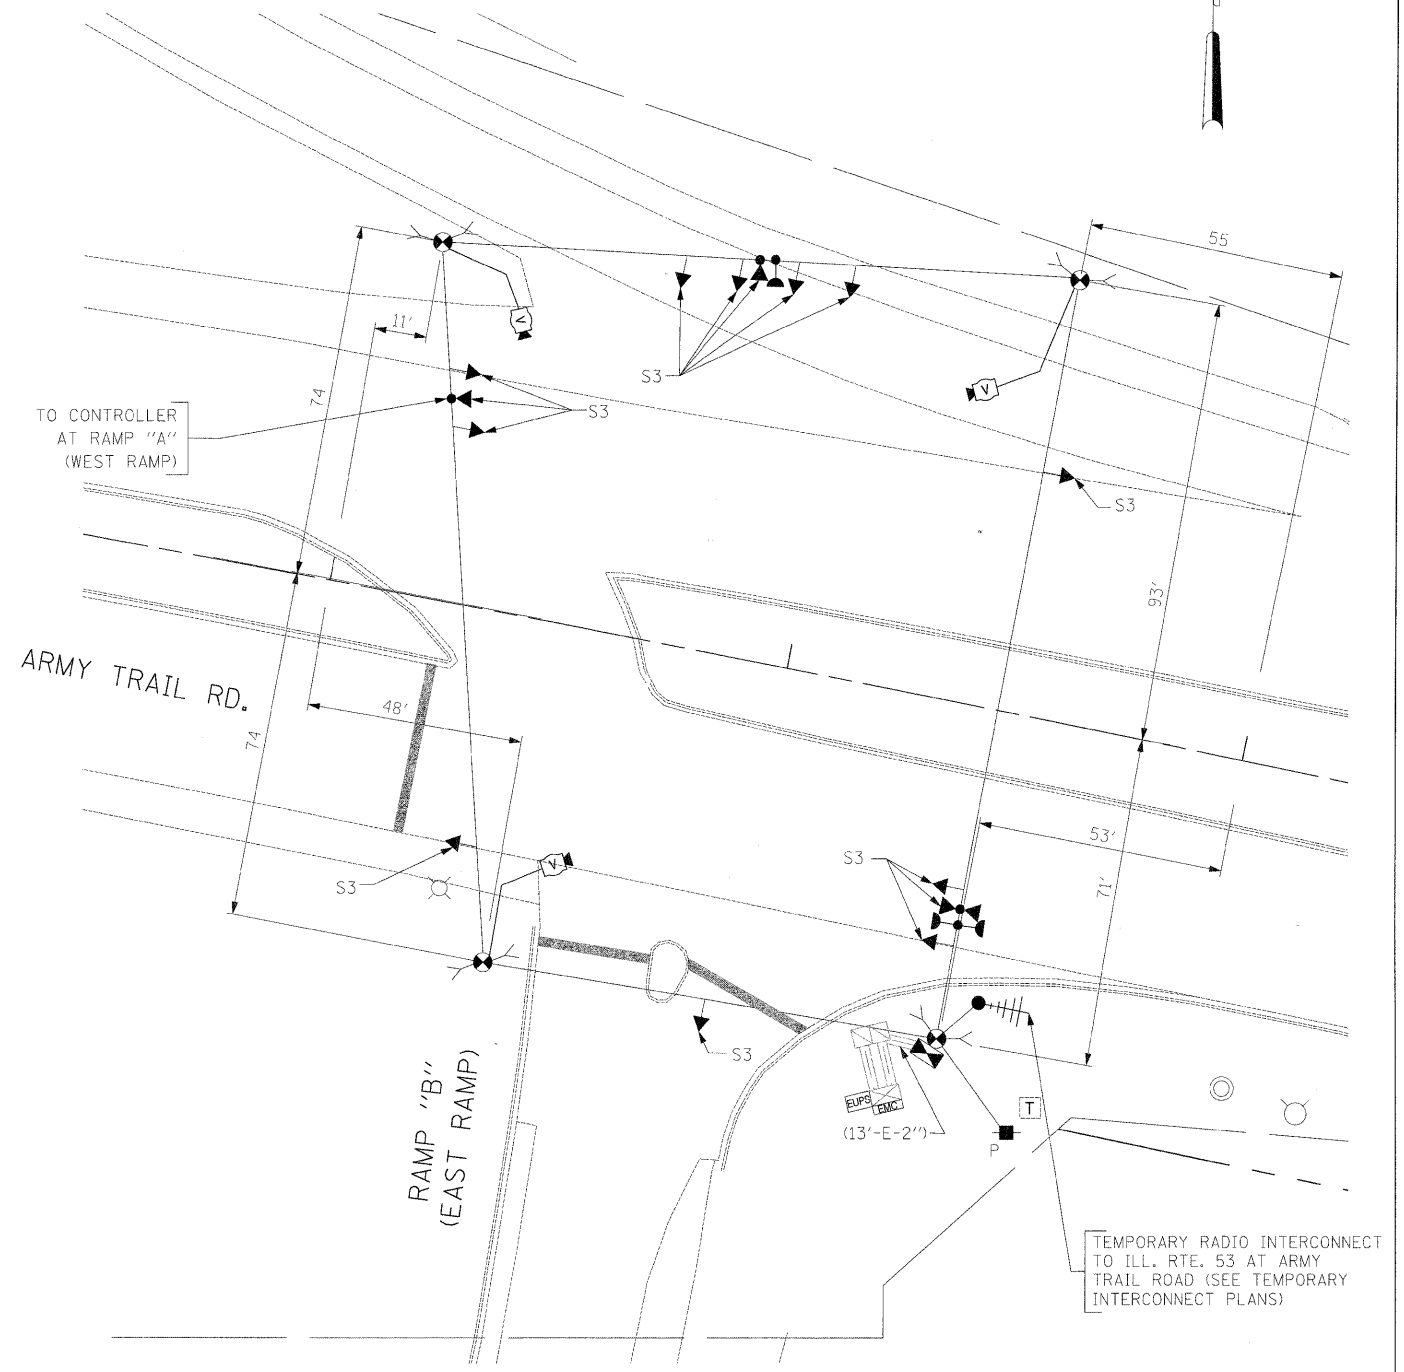 55
11'
V
V
S3
74
S3
TO CONTROLLER
AT RAMP "A"
(WEST RAMP)
S3
93'
ARMY TRAIL RD.
48'
74
53'
S3
V
S3
71'
S3
RAMP "B"
(EAST RAMP)
EUPS
EMC
(13'-E-2")
T
P
TEMPORARY RADIO INTERCONNECT
TO ILL. RTE. 53 AT ARMY
TRAIL ROAD (SEE TEMPORARY
INTERCONNECT PLANS)